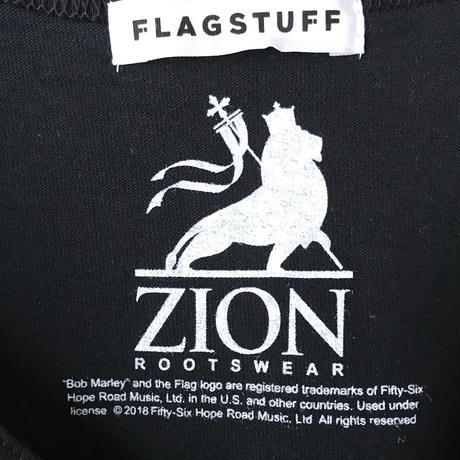 FLAGSTUFF
ZION
ROOTSWEAR
"Bob Marley" and the Flag logo are registered trademarks of Fifty-Six
Hope Road Music, Ltd. in the U.S. and other countries. Used under
license © 2018 Fifty-Six Hope Road Music, Ltd All rights reserved